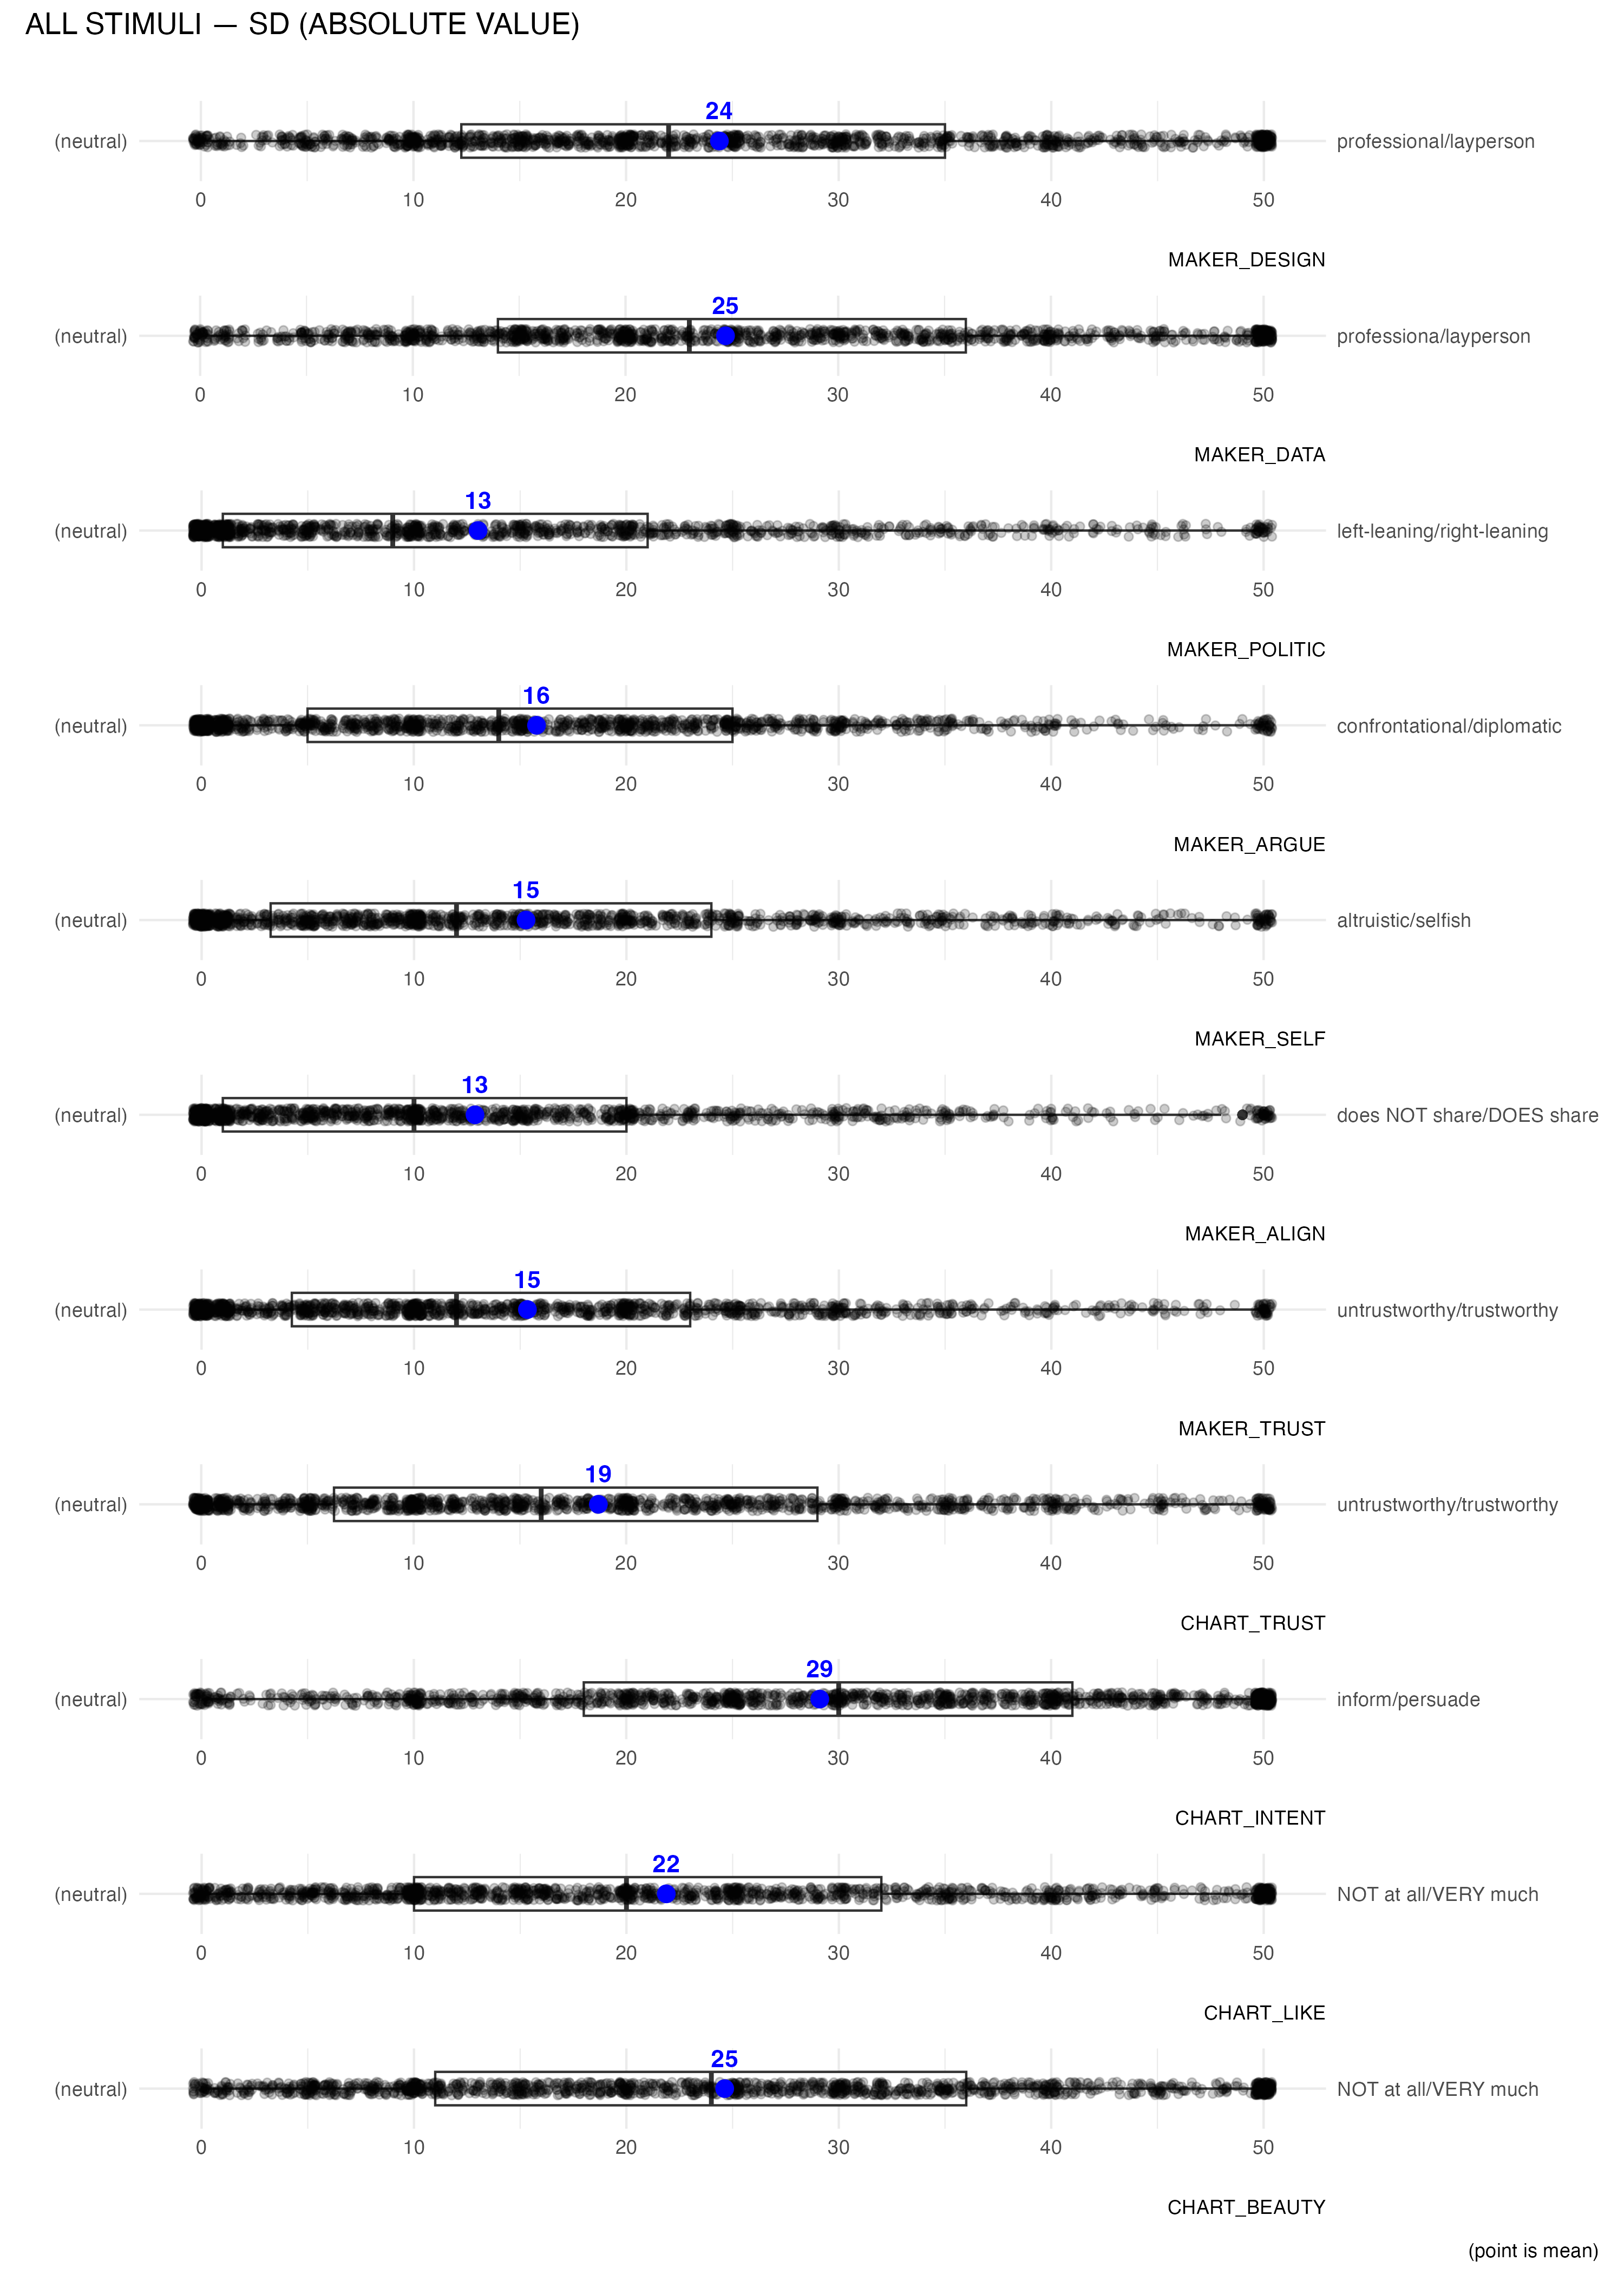 ALL STIMULI — SD (ABSOLUTE VALUE)
24
(neutral) professional/layperson
0 10 20 30 40 50
MAKER_DESIGN
25
(neutral) professiona/layperson
0 10 20 30 40 50
MAKER_DATA
13
(neutral) left-leaning/right-leaning
0 10 20 30 40 50
MAKER_POLITIC
16
(neutral) confrontational/diplomatic
0 10 20 30 40 50
MAKER_ARGUE
15
(neutral) altruistic/selfish
0 10 20 30 40 50
MAKER_SELF
13
(neutral) does NOT share/DOES share
0 10 20 30 40 50
MAKER_ALIGN
15
(neutral) untrustworthy/trustworthy
0 10 20 30 40 50
MAKER_TRUST
19
(neutral) untrustworthy/trustworthy
0 10 20 30 40 50
CHART_TRUST
29
(neutral) inform/persuade
0 10 20 30 40 50
CHART_INTENT
22
(neutral) NOT at all/VERY much
0 10 20 30 40 50
CHART_LIKE
25
(neutral) NOT at all/VERY much
0 10 20 30 40 50
CHART_BEAUTY
(point is mean)